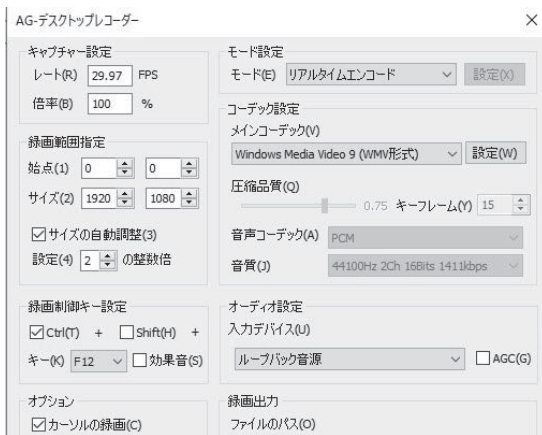 AG-デスクトップレコーダー
キャプチャー設定
レート(R) 29.97 FPS
倍率(B) 100 %
録画範囲指定
始点(1) 0 0
サイズ(2) 1920 1080
サイズの自動調整(3)
設定(4) 2 の整数倍
録画制御キー設定
Ctrl(T) + Shift(H) +
キー(K) F12 効果音(S)
オプション
カーソルの録画(C)
モード設定
モード(E) リアルタイムエンコード 設定(X)
コーデック設定
メインコーデック(V)
Windows Media Video 9 (WMV形式) 設定(W)
圧縮品質(Q)
0.75 キーフレーム(Y) 15
音声コーデック(A) PCM
音質(J) 44100Hz 2Ch 16Bits 1411kbps
オーディオ設定
入力デバイス(U)
ループバック音源 AGC(G)
録画出力
ファイルのパス(O)